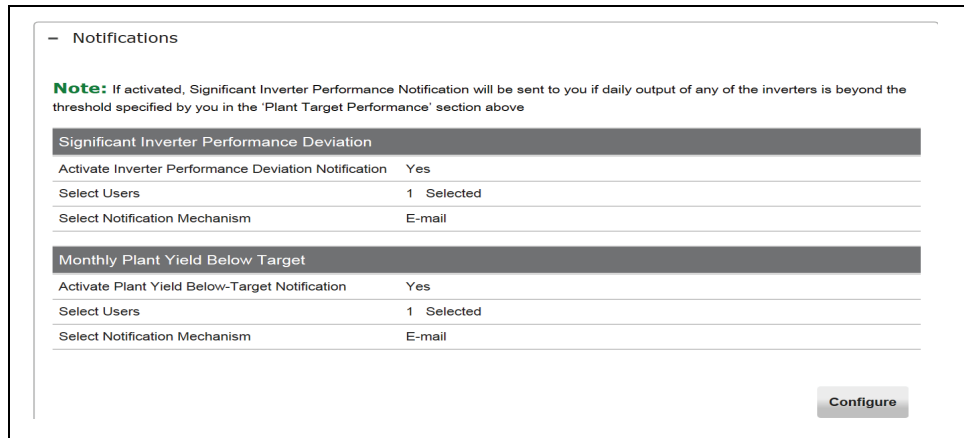 – Notifications
Note: If activated, Significant Inverter Performance Notification will be sent to you if daily output of any of the inverters is beyond the
threshold specified by you in the 'Plant Target Performance' section above
Significant Inverter Performance Deviation
Activate Inverter Performance Deviation Notification Yes
Select Users 1 Selected
Select Notification Mechanism E-mail
Monthly Plant Yield Below Target
Activate Plant Yield Below-Target Notification Yes
Select Users 1 Selected
Select Notification Mechanism E-mail
Configure